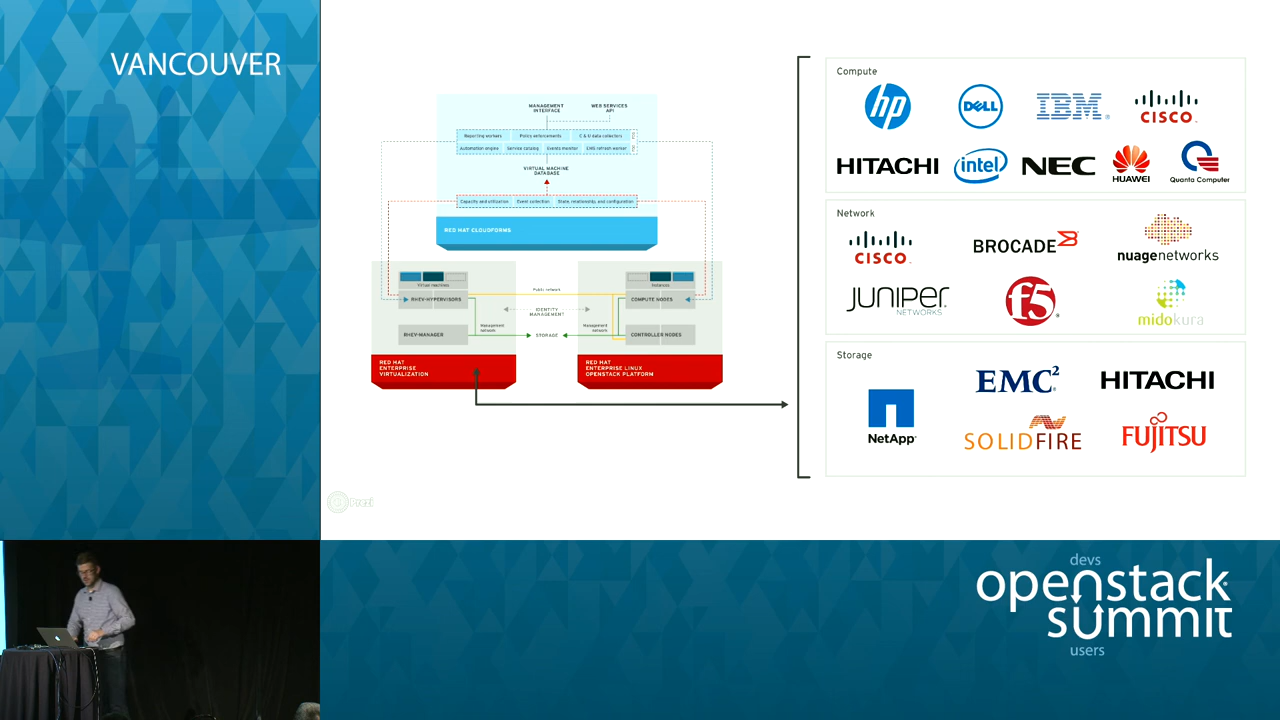 VANCOUVER
MANAGEMENT
INTERFACE
WEB SERVICES
API
Reporting workers
Policy enforcements
C & U data collectors
Automation engine
Service catalog
Events monitor
EMS refresh worker
VIRTUAL MACHINE
DATABASE
Capacity and utilization
Event collection
State, relationship, and configuration
RED HAT CLOUDFORMS
Virtual machines
RHEV-HYPERVISORS
RHEV-MANAGER
Management
network
RED HAT
ENTERPRISE
VIRTUALIZATION
Public network
IDENTITY
MANAGEMENT
STORAGE
Instances
COMPUTE NODES
Management
network
CONTROLLER NODES
RED HAT
ENTERPRISE LINUX
OPENSTACK PLATFORM
Prezi
Compute
hp
DELL
IBM
CISCO
HITACHI
intel
NEC
HUAWEI
Quanta Computer
Network
CISCO
BROCADE
nuagenetworks
JUNIPER
NETWORKS
f5
midokura
Storage
NetApp
EMC²
HITACHI
SOLIDFIRE
FUJITSU
devs
openstack
summit
users